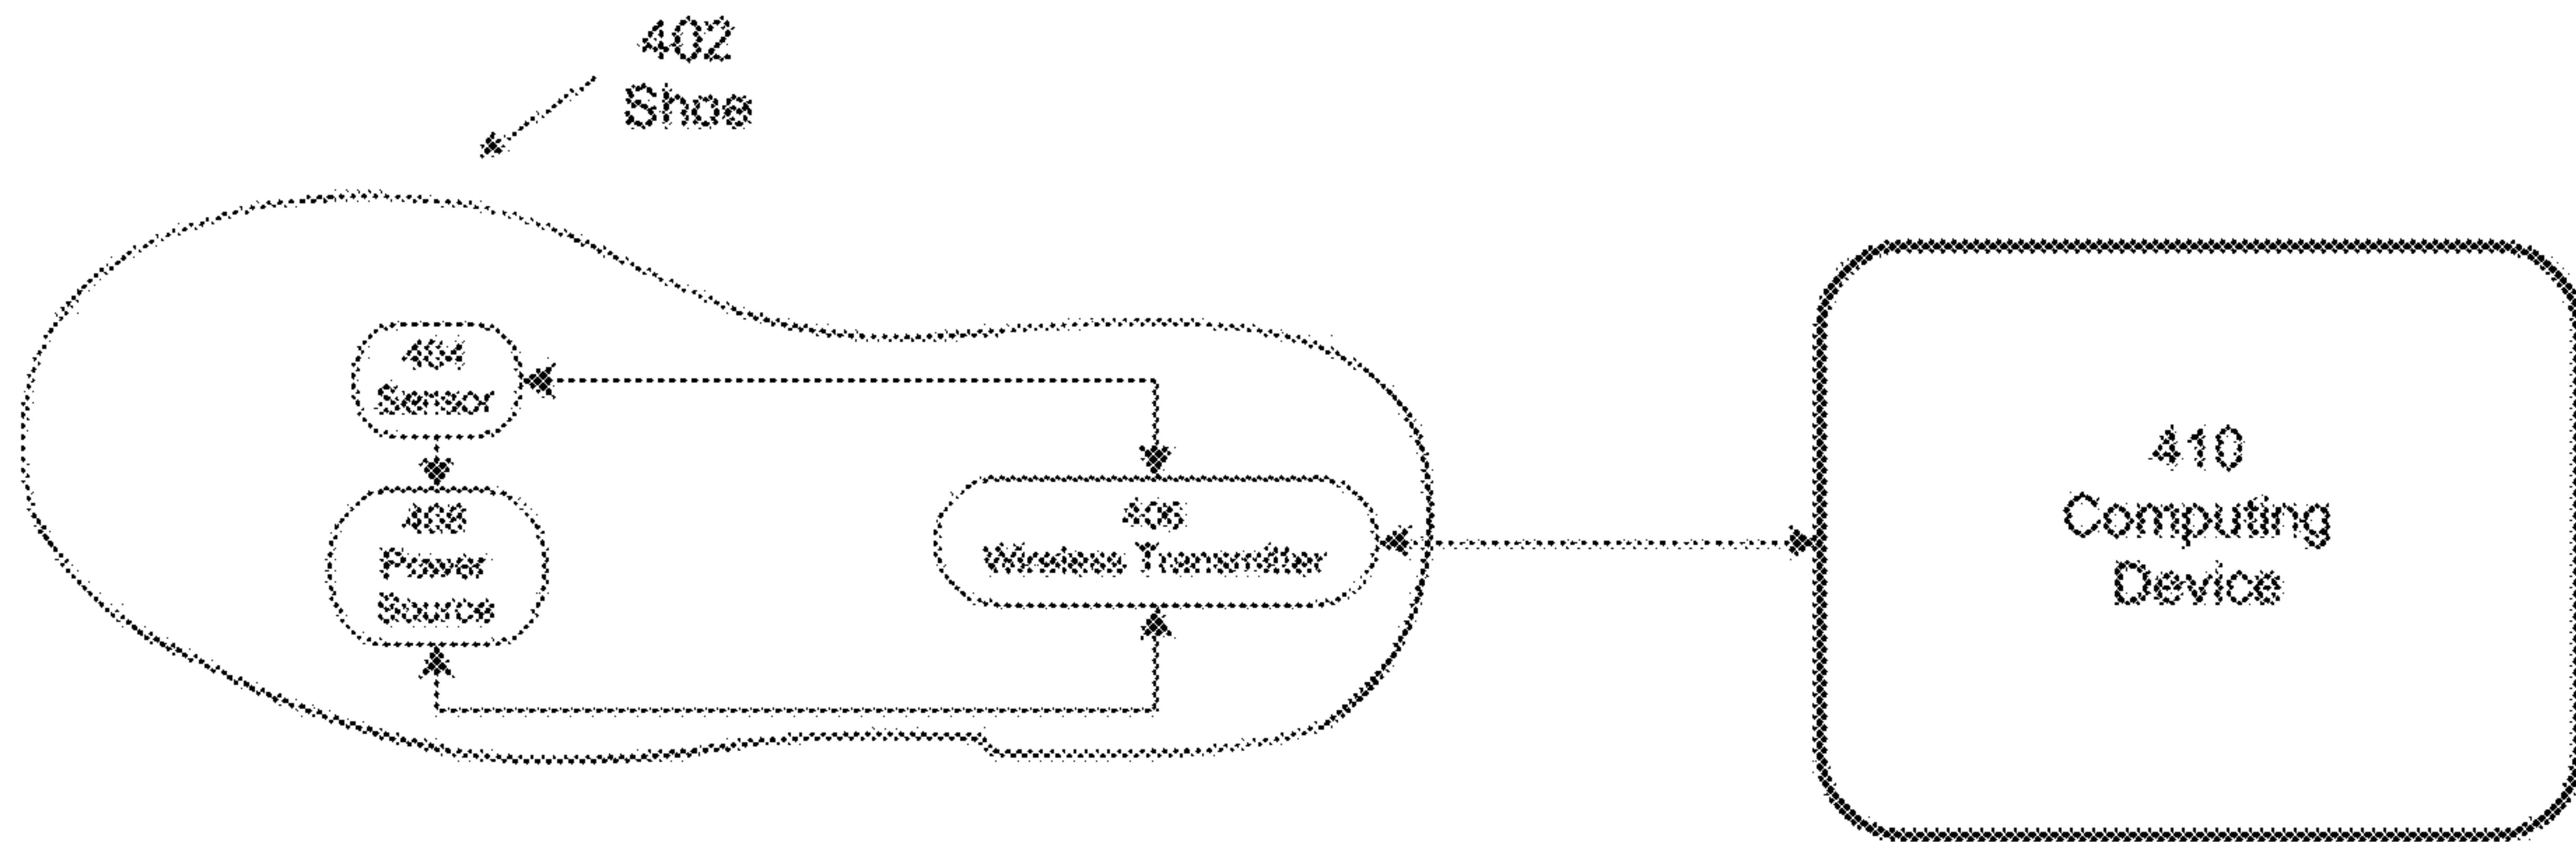 402
Shoe
404
Sensor
408
Power
Source
406
Wireless Transmitter
410
Computing
Device